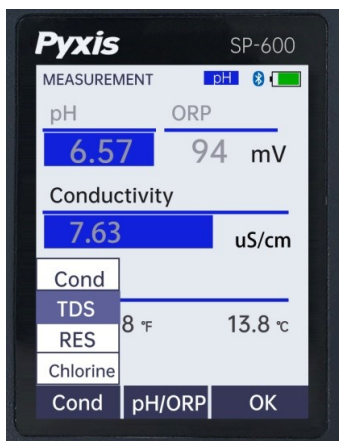 Pyxis SP-600
MEASUREMENT pH
pH ORP
6.57 94 mV
Conductivity
7.63 uS/cm
Cond
TDS
8 °F 13.8 °C
RES
Chlorine
Cond pH/ORP OK